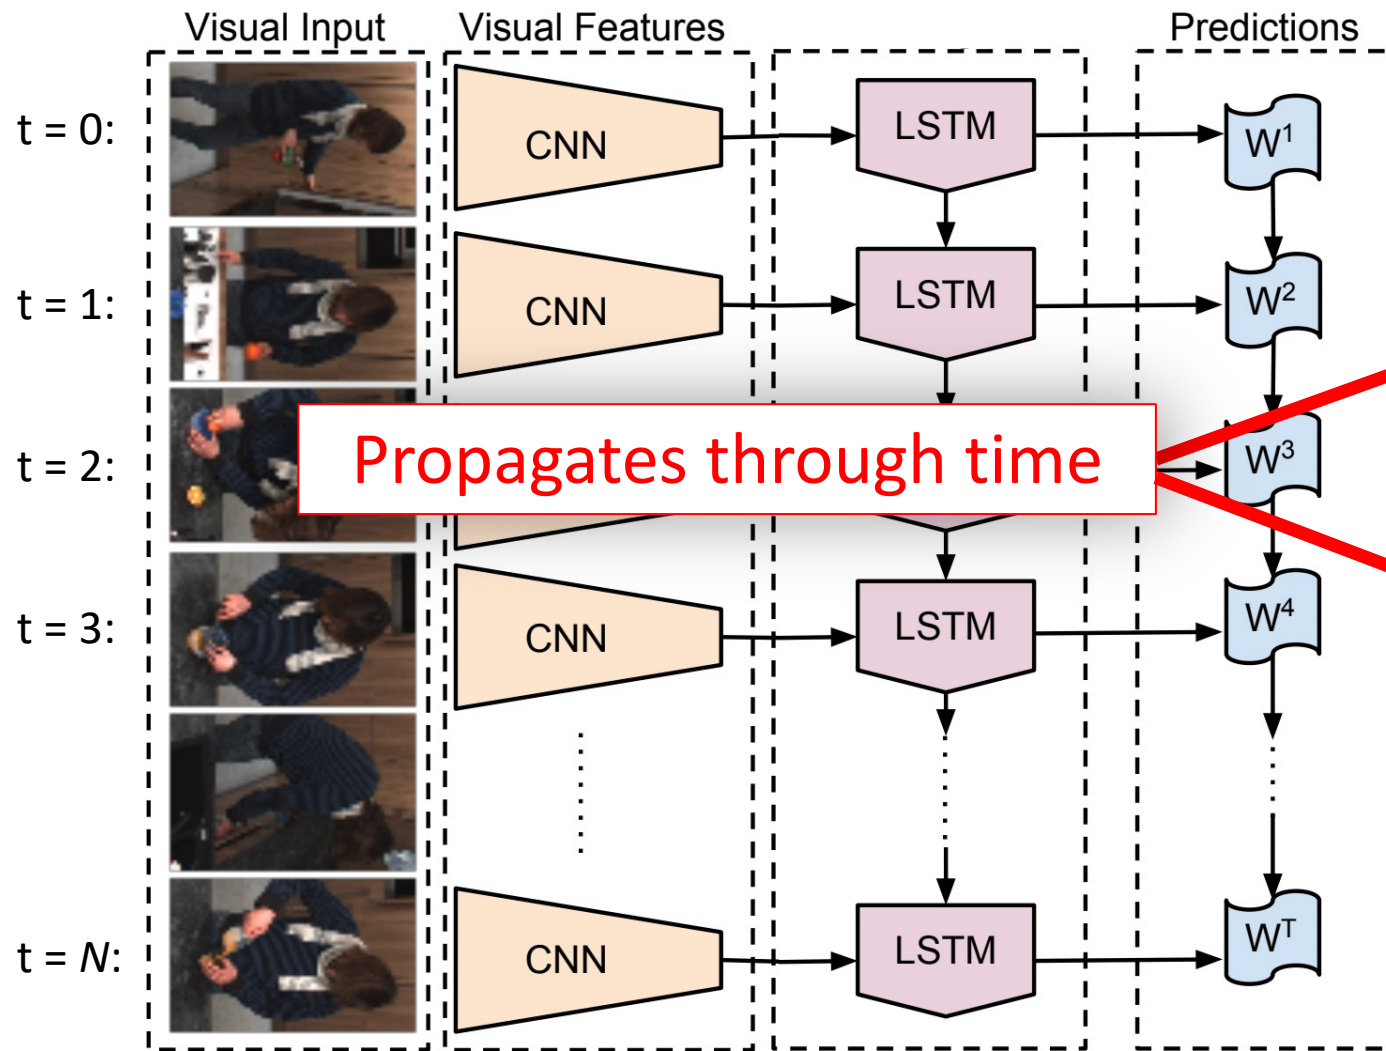 Visual Input Visual Features Predictions
t = 0: CNN LSTM W¹
t = 1: CNN LSTM W²
t = 2: Propagates through time W³
t = 3: CNN LSTM W⁴
t = N: CNN LSTM Wᵀ